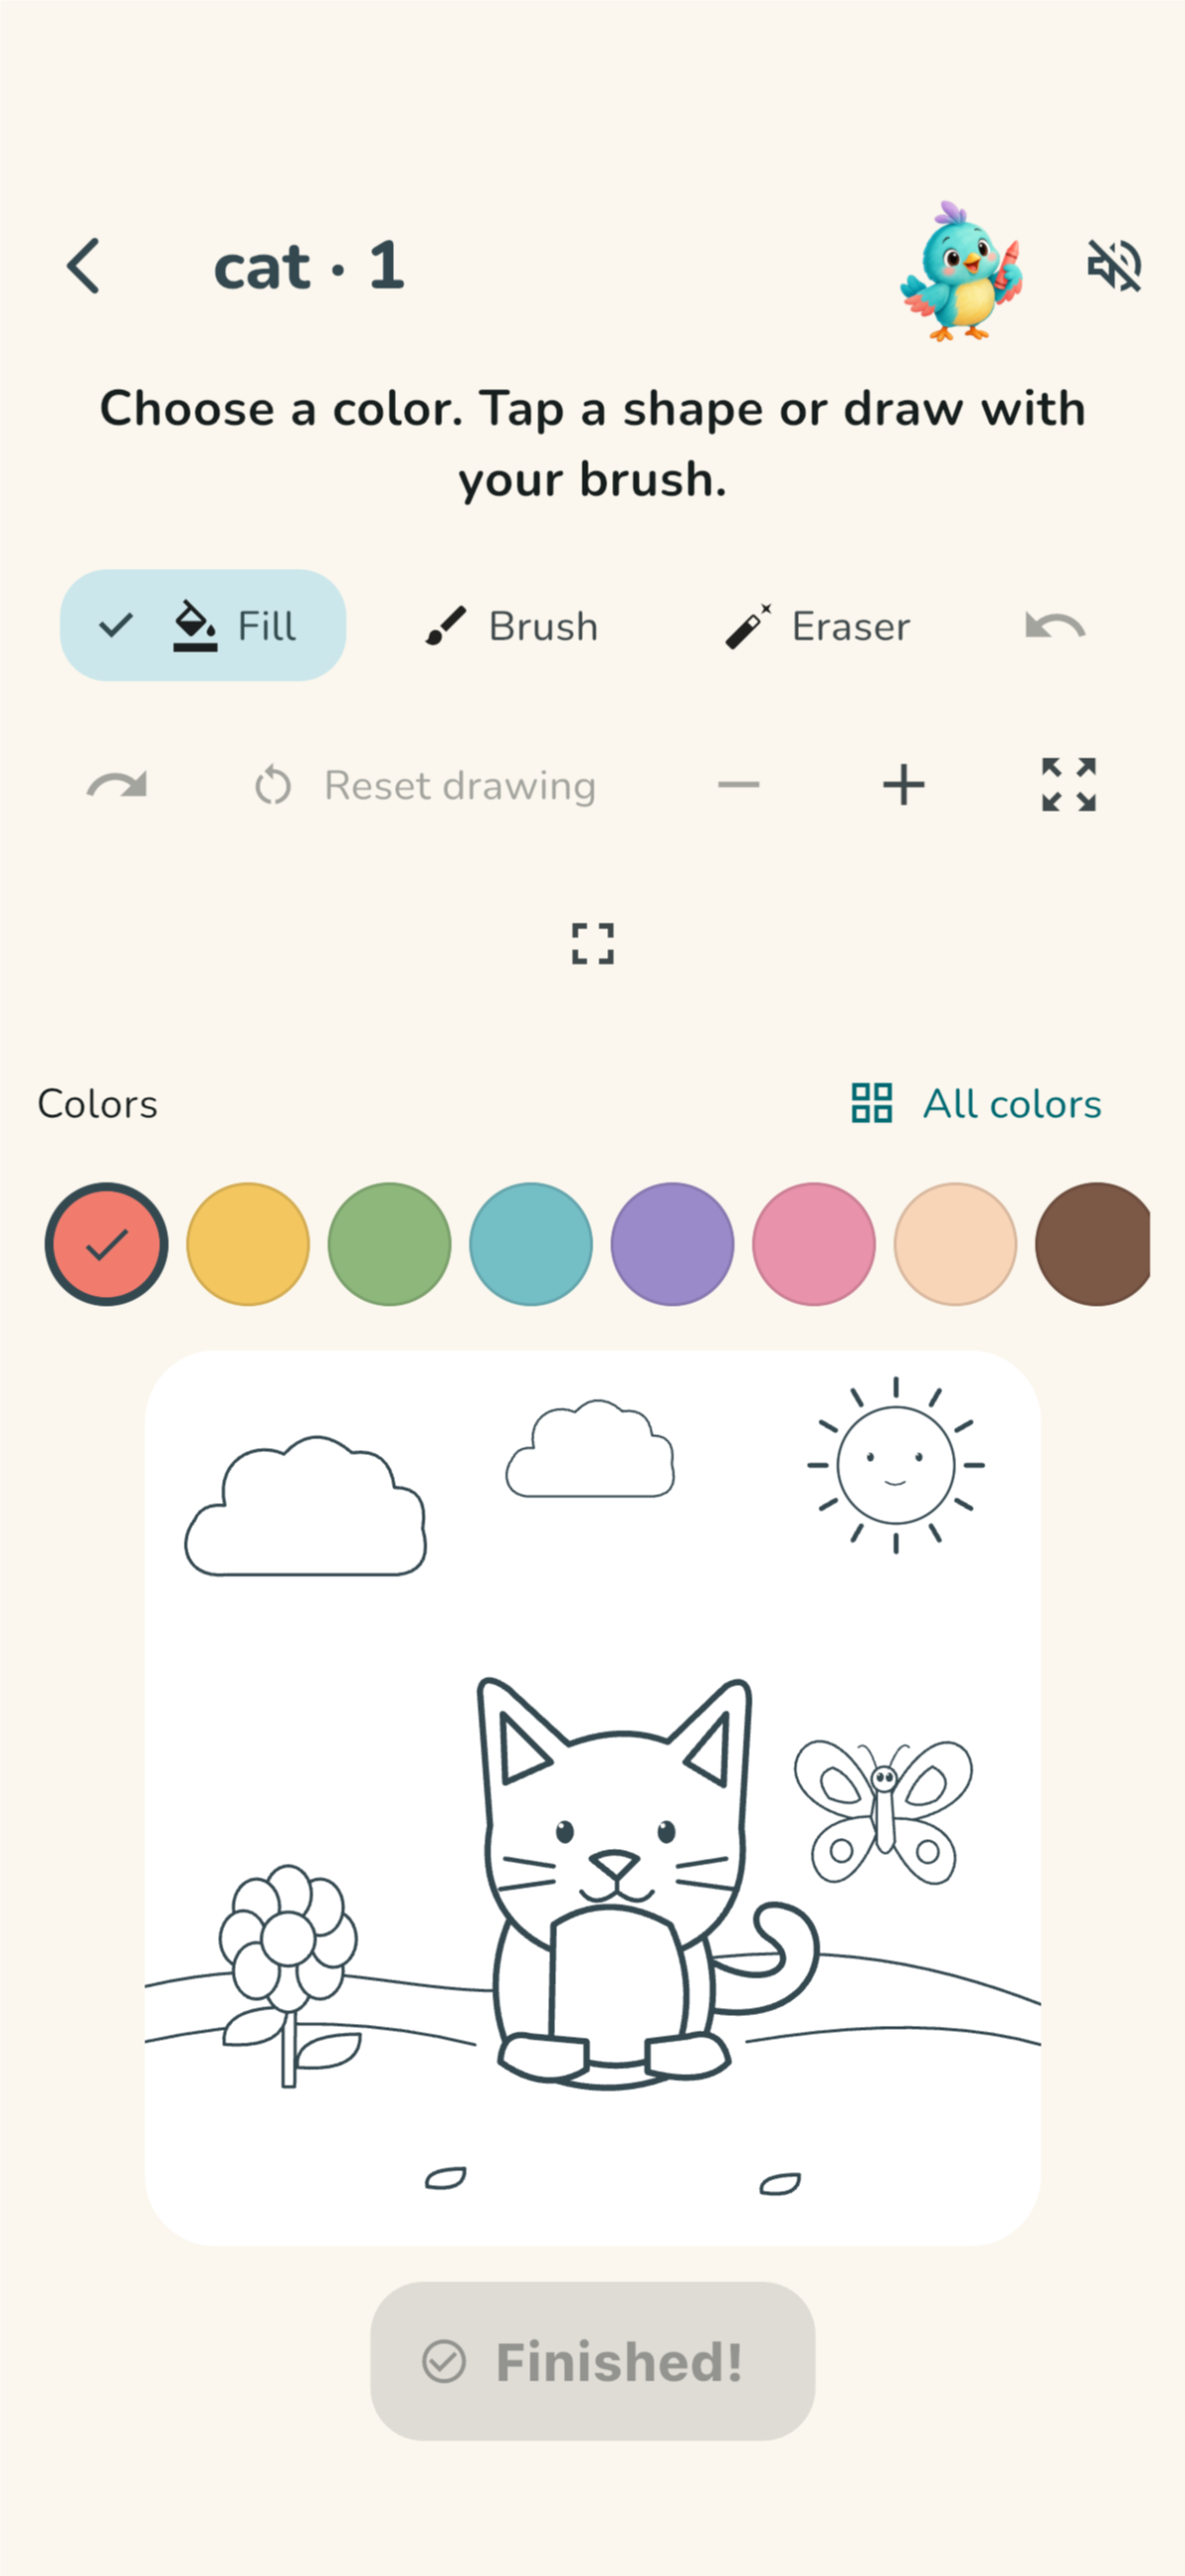 cat · 1
Choose a color. Tap a shape or draw with
your brush.
Fill Brush Eraser
Reset drawing
Colors All colors
Finished!